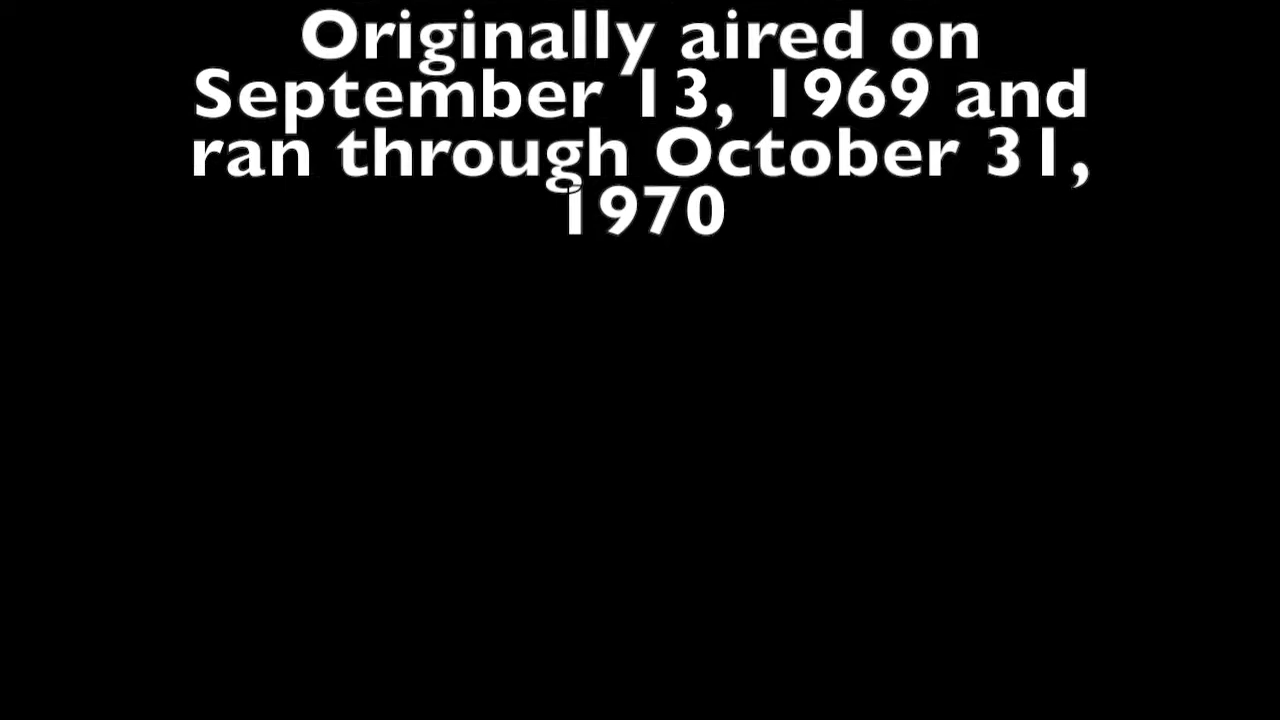 Originally aired on
September 13, 1969 and
ran through October 31,
1970